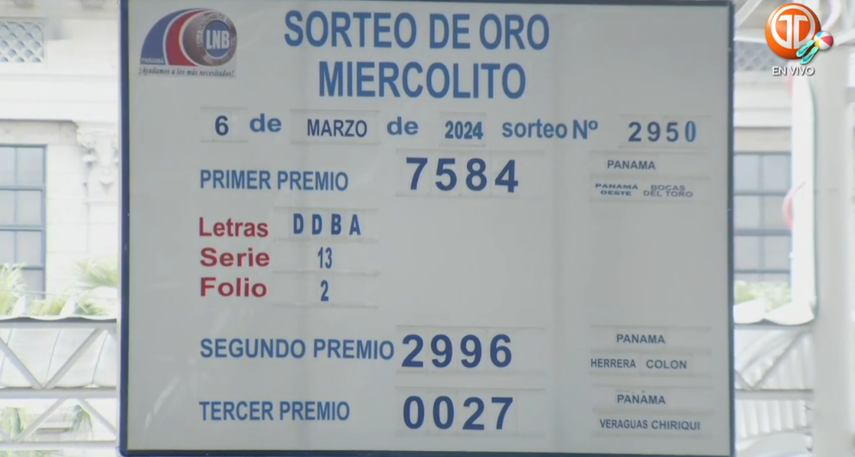 LNB
PANAMÁ
¡Ayudamos a los más necesitados!
SORTEO DE ORO
MIERCOLITO
EN VIVO
6 de MARZO de 2024 sorteo Nº 2950
PRIMER PREMIO 7584 PANAMA
PANAMÁ OESTE BOCAS DEL TORO
Letras DDBA
Serie 13
Folio 2
SEGUNDO PREMIO 2996 PANAMA
HERRERA COLON
TERCER PREMIO 0027 PANAMA
VERAGUAS CHIRIQUI